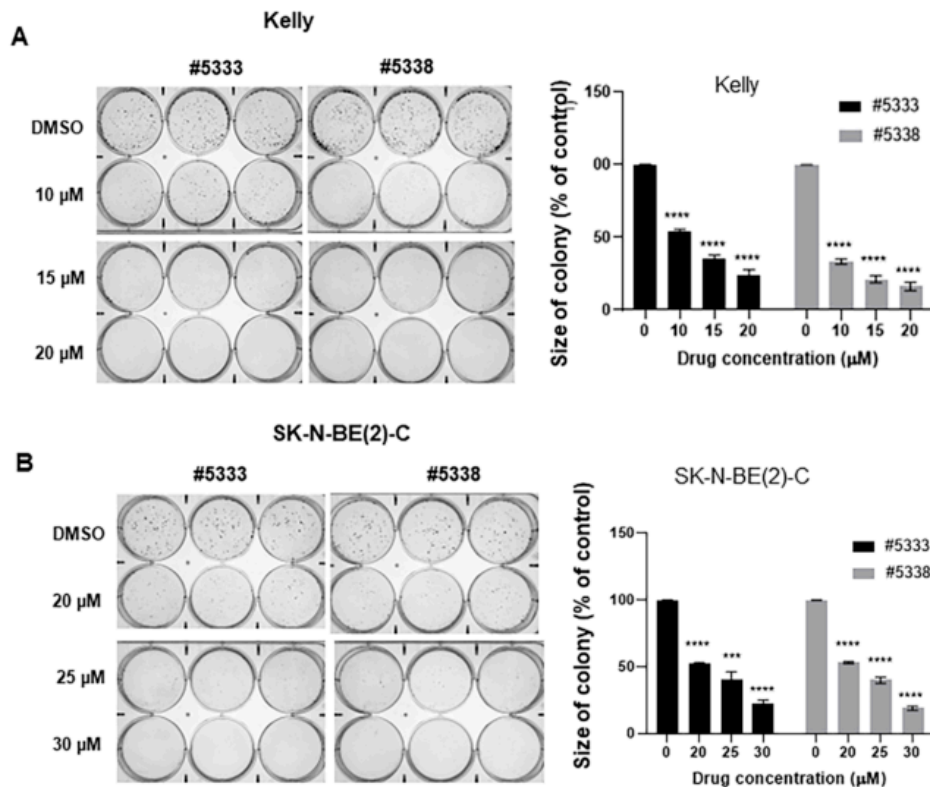 Kelly
A
#5333
#5338
DMSO
10 µM
15 µM
20 µM
Kelly
Size of colony (% of control)
150
00
50
0
#5333
#5338
****
****
****
****
****
****
0 10 15 20 0 10 15 20
Drug concentration (µM)
SK-N-BE(2)-C
B
#5333
#5338
DMSO
20 µM
25 µM
30 µM
SK-N-BE(2)-C
Size of colony (% of control)
150
100
50
0
#5333
#5338
****
***
****
****
****
****
0 20 25 30 0 20 25 30
Drug concentration (µM)